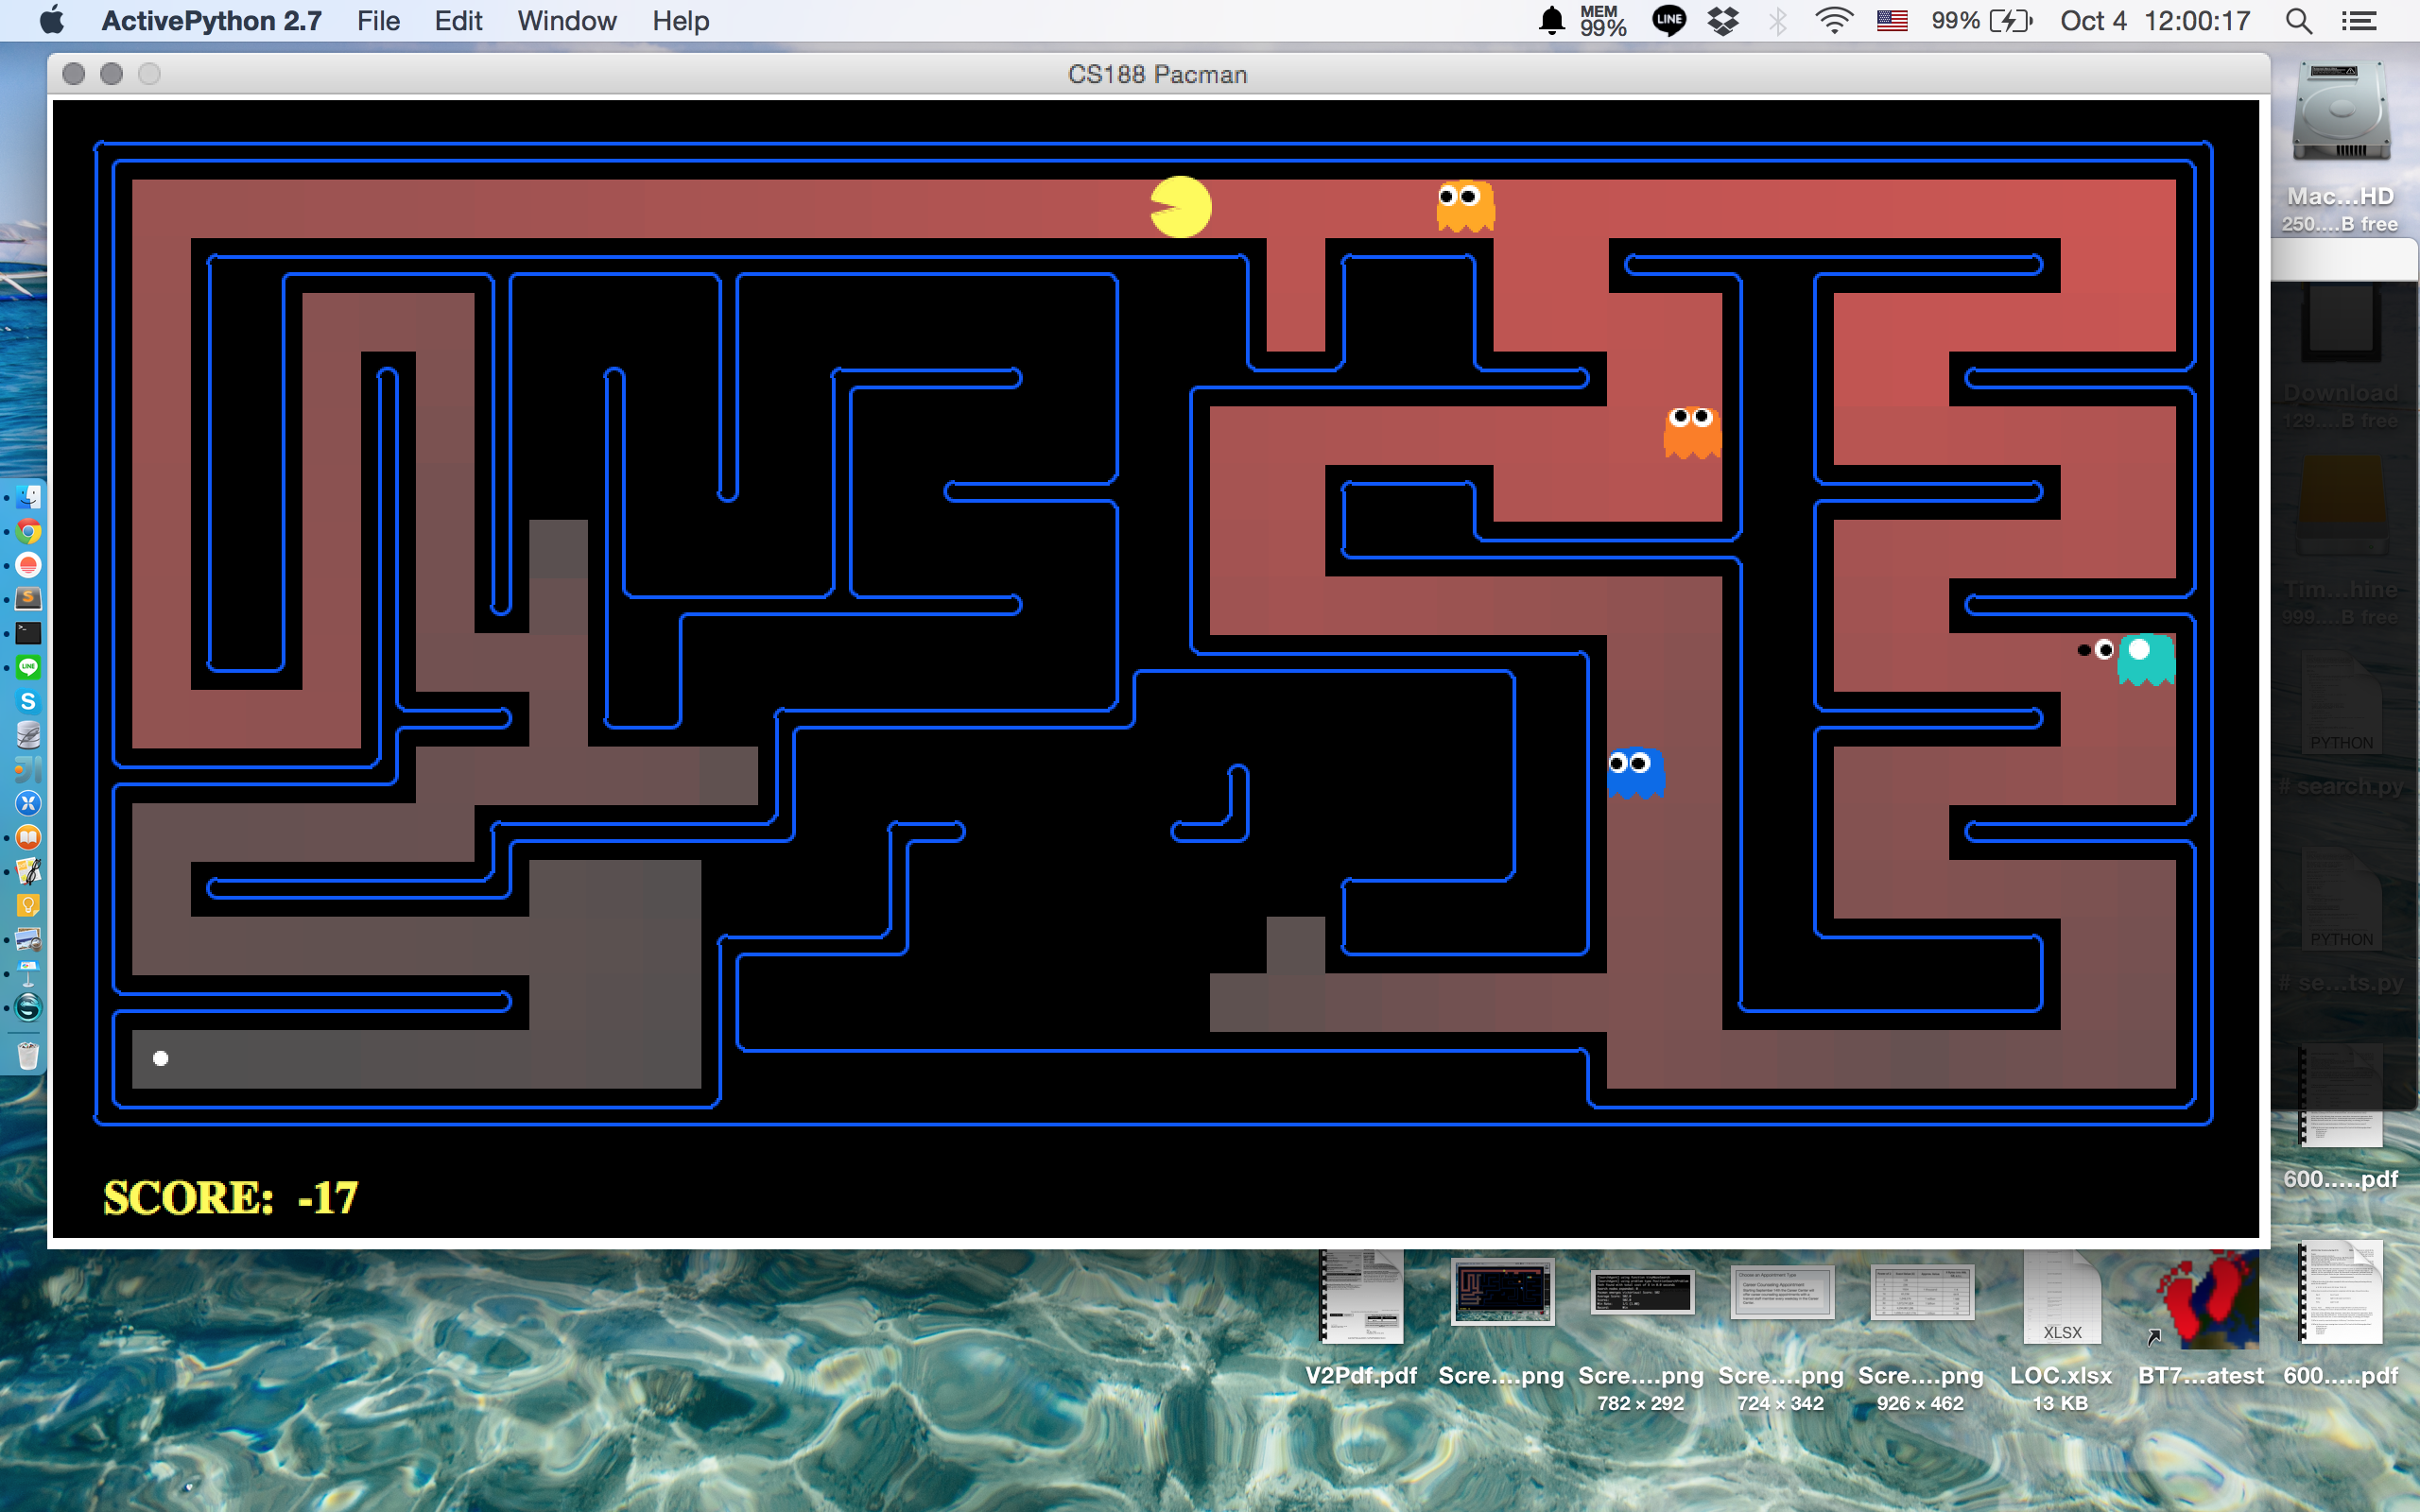 ActivePython 2.7 File Edit Window Help MEM 99% LINE 99% Oct 4 12:00:17
CS188 Pacman
Mac...HD
250....B free
Download
129....B free
Tim...hine
999....B free
PYTHON
# search.py
PYTHON
# se...ts.py
SCORE: -17
600.....pdf
XLSX
V2Pdf.pdf Scre....png Scre....png Scre....png Scre....png LOC.xlsx BT7...atest 600.....pdf
782 × 292 724 × 342 926 × 462 13 KB